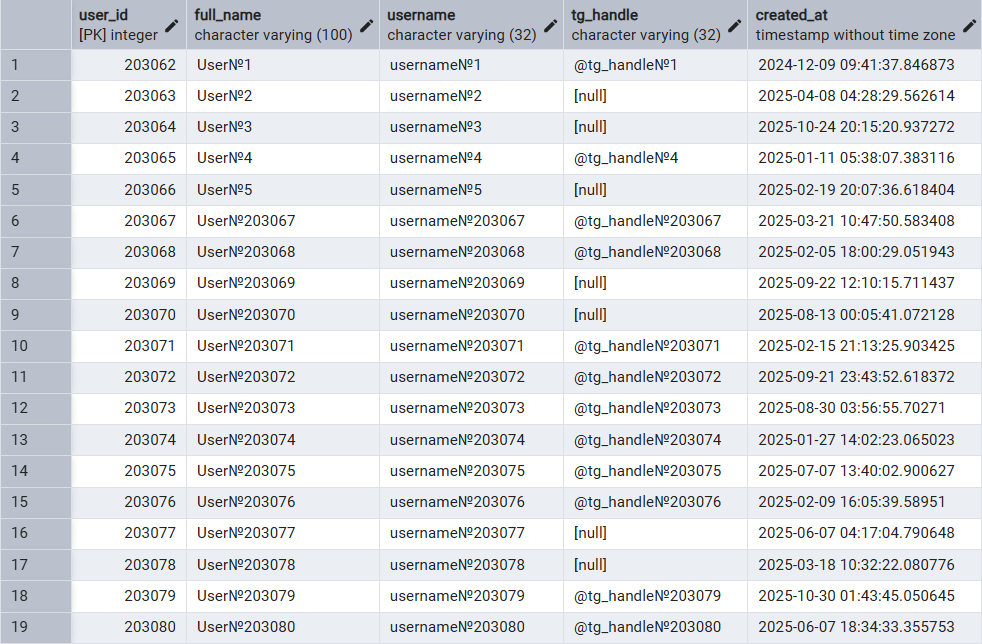 user_id full_name username tg_handle created_at
[PK] integer character varying (100) character varying (32) character varying (32) timestamp without time zone
1 203062 User№1 username№1 @tg_handle№1 2024-12-09 09:41:37.846873
2 203063 User№2 username№2 [null] 2025-04-08 04:28:29.562614
3 203064 User№3 username№3 [null] 2025-10-24 20:15:20.937272
4 203065 User№4 username№4 @tg_handle№4 2025-01-11 05:38:07.383116
5 203066 User№5 username№5 [null] 2025-02-19 20:07:36.618404
6 203067 User№203067 username№203067 @tg_handle№203067 2025-03-21 10:47:50.583408
7 203068 User№203068 username№203068 @tg_handle№203068 2025-02-05 18:00:29.051943
8 203069 User№203069 username№203069 [null] 2025-09-22 12:10:15.711437
9 203070 User№203070 username№203070 [null] 2025-08-13 00:05:41.072128
10 203071 User№203071 username№203071 @tg_handle№203071 2025-02-15 21:13:25.903425
11 203072 User№203072 username№203072 @tg_handle№203072 2025-09-21 23:43:52.618372
12 203073 User№203073 username№203073 @tg_handle№203073 2025-08-30 03:56:55.70271
13 203074 User№203074 username№203074 @tg_handle№203074 2025-01-27 14:02:23.065023
14 203075 User№203075 username№203075 @tg_handle№203075 2025-07-07 13:40:02.900627
15 203076 User№203076 username№203076 @tg_handle№203076 2025-02-09 16:05:39.58951
16 203077 User№203077 username№203077 [null] 2025-06-07 04:17:04.790648
17 203078 User№203078 username№203078 [null] 2025-03-18 10:32:22.080776
18 203079 User№203079 username№203079 @tg_handle№203079 2025-10-30 01:43:45.050645
19 203080 User№203080 username№203080 @tg_handle№203080 2025-06-07 18:34:33.355753